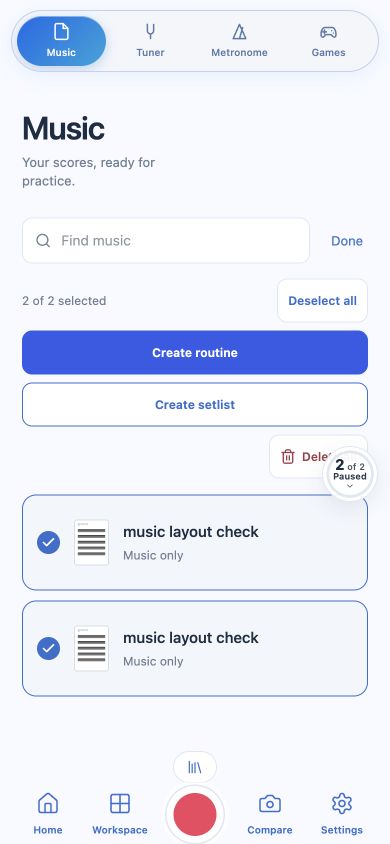 Music
Tuner
Metronome
Games
Music
Your scores, ready for
practice.
Find music
Done
2 of 2 selected
Deselect all
Create routine
Create setlist
2 of 2
Paused
music layout check
Music only
music layout check
Music only
Home
Workspace
Compare
Settings